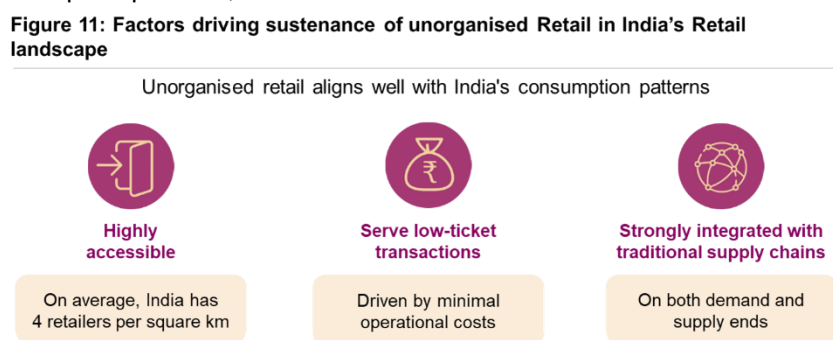 Figure 11: Factors driving sustenance of unorganised Retail in India's Retail
landscape
Unorganised retail aligns well with India's consumption patterns
₹
Highly
accessible
Serve low-ticket
transactions
Strongly integrated with
traditional supply chains
On average, India has
4 retailers per square km
Driven by minimal
operational costs
On both demand and
supply ends